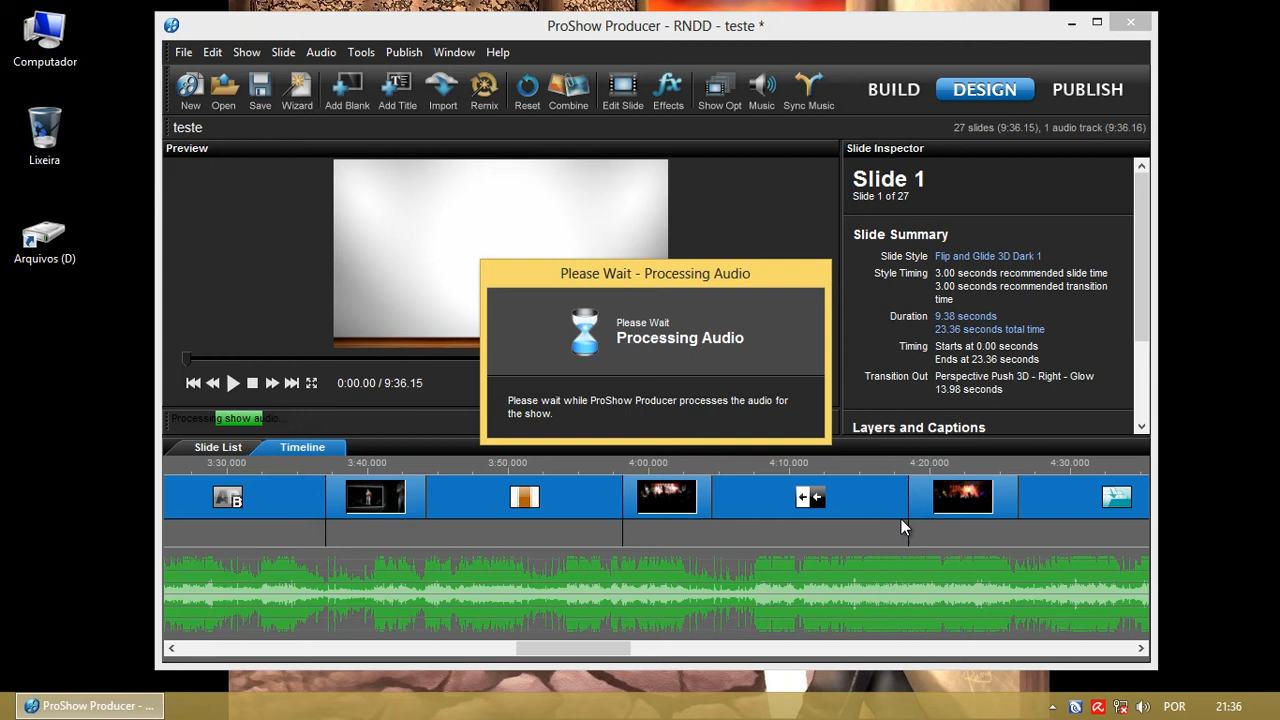 Computador
Lixeira
Arquivos (D)
ProShow Producer - RNDD - teste *
File Edit Show Slide Audio Tools Publish Window Help
New Open Save Wizard Add Blank Add Title Import Remix Reset Combine Edit Slide Effects Show Opt Music Sync Music
BUILD DESIGN PUBLISH
teste
27 slides (9:36.15), 1 audio track (9:36.16)
Preview
Slide Inspector
Slide 1
Slide 1 of 27
Slide Summary
Slide Style Flip and Glide 3D Dark 1
Style Timing 3.00 seconds recommended slide time
3.00 seconds recommended transition
time
Duration 9.38 seconds
23.36 seconds total time
Timing Starts at 0.00 seconds
Ends at 23.36 seconds
Transition Out Perspective Push 3D - Right - Glow
13.98 seconds
Layers and Captions
Please Wait - Processing Audio
Please Wait
Processing Audio
Please wait while ProShow Producer processes the audio for
the show.
0:00.00 / 9:36.15
Processing show audio...
Slide List Timeline
3:30.000 3:40.000 3:50.000 4:00.000 4:10.000 4:20.000 4:30.000
A B
ProShow Producer - ...
POR 21:36